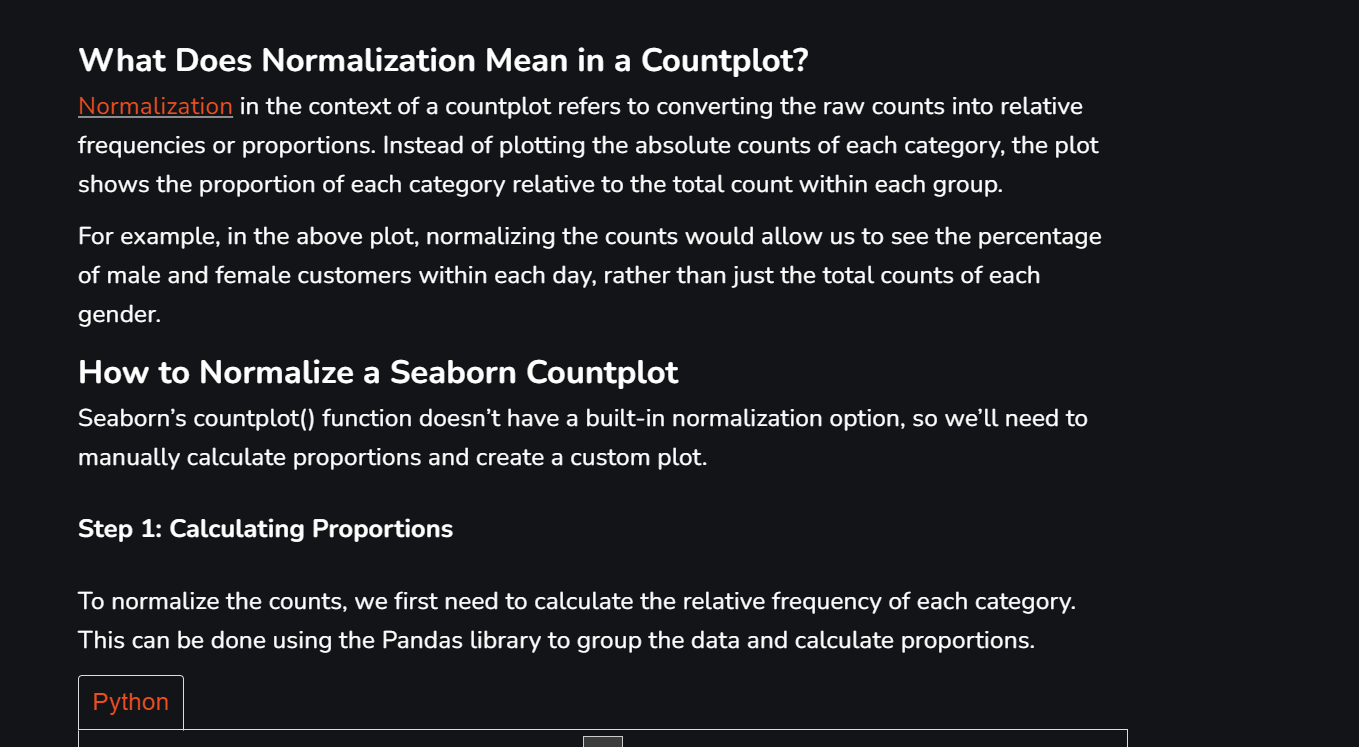 What Does Normalization Mean in a Countplot?
Normalization in the context of a countplot refers to converting the raw counts into relative
frequencies or proportions. Instead of plotting the absolute counts of each category, the plot
shows the proportion of each category relative to the total count within each group.
For example, in the above plot, normalizing the counts would allow us to see the percentage
of male and female customers within each day, rather than just the total counts of each
gender.
How to Normalize a Seaborn Countplot
Seaborn’s countplot() function doesn’t have a built-in normalization option, so we’ll need to
manually calculate proportions and create a custom plot.
Step 1: Calculating Proportions
To normalize the counts, we first need to calculate the relative frequency of each category.
This can be done using the Pandas library to group the data and calculate proportions.
Python